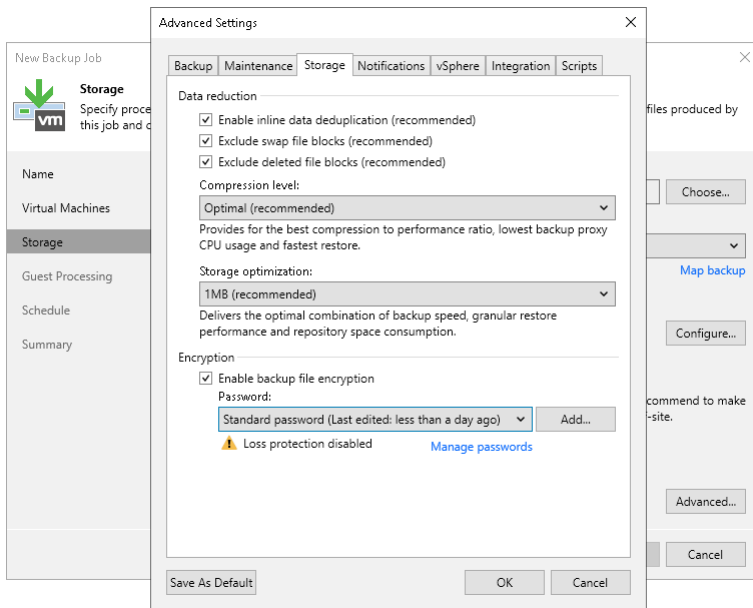 Advanced Settings
New Backup Job
Storage
Specify proce
this job and
files produced by
vm
Name
Virtual Machines
Storage
Guest Processing
Schedule
Summary
Backup Maintenance Storage Notifications vSphere Integration Scripts
Data reduction
Enable inline data deduplication (recommended)
Exclude swap file blocks (recommended)
Exclude deleted file blocks (recommended)
Compression level:
Optimal (recommended)
Provides for the best compression to performance ratio, lowest backup proxy
CPU usage and fastest restore.
Storage optimization:
1MB (recommended)
Delivers the optimal combination of backup speed, granular restore
performance and repository space consumption.
Encryption
Enable backup file encryption
Password:
Standard password (Last edited: less than a day ago)
Add...
Loss protection disabled
Manage passwords
Save As Default
OK
Cancel
Choose...
Map backup
Configure...
commend to make
-site.
Advanced...
Cancel